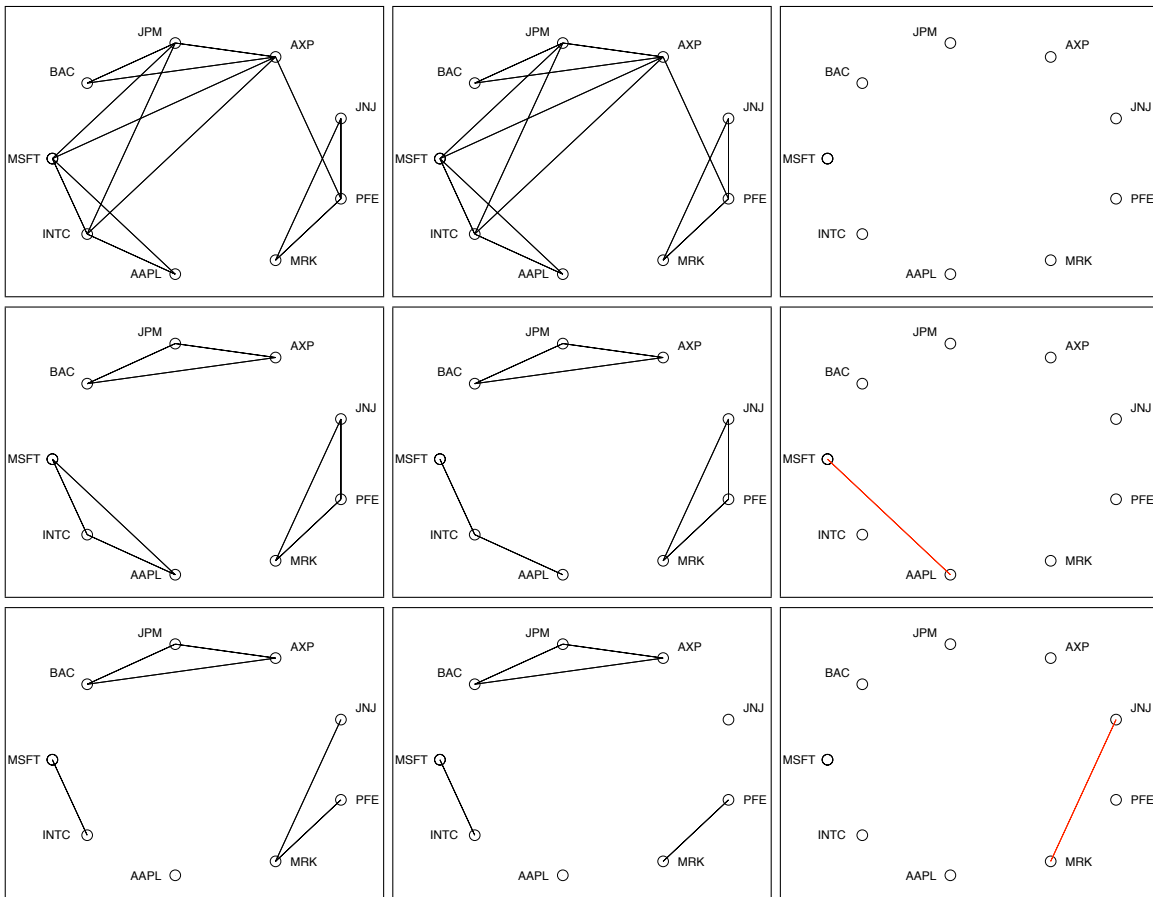 JPM
AXP
BAC
JNJ
MSFT
PFE
INTC
MRK
AAPL
JPM
AXP
BAC
JNJ
MSFT
PFE
INTC
MRK
AAPL
JPM
AXP
BAC
JNJ
MSFT
PFE
INTC
MRK
AAPL
JPM
AXP
BAC
JNJ
MSFT
PFE
INTC
MRK
AAPL
JPM
AXP
BAC
JNJ
MSFT
PFE
INTC
MRK
AAPL
JPM
AXP
BAC
JNJ
MSFT
PFE
INTC
MRK
AAPL
JPM
AXP
BAC
JNJ
MSFT
PFE
INTC
MRK
AAPL
JPM
AXP
BAC
JNJ
MSFT
PFE
INTC
MRK
AAPL
JPM
AXP
BAC
JNJ
MSFT
PFE
INTC
MRK
AAPL